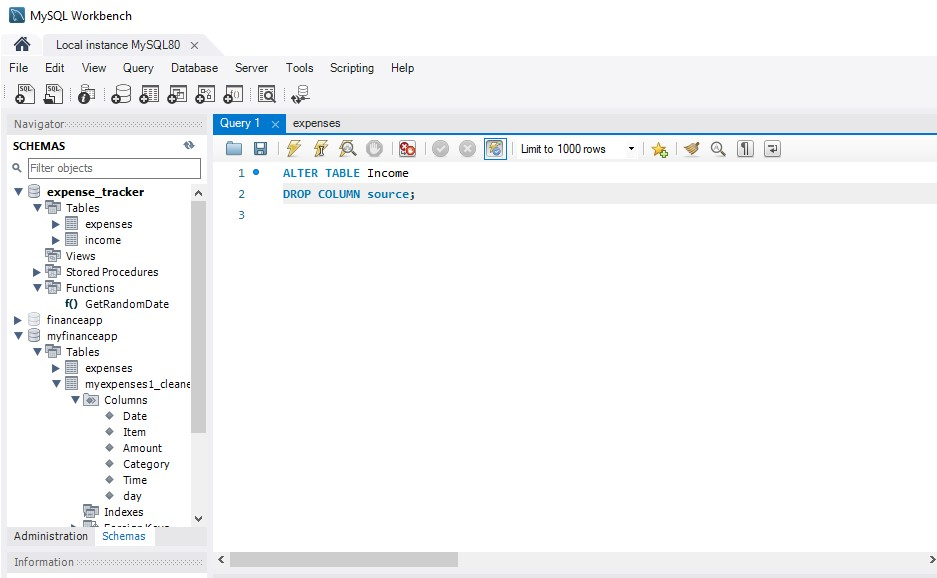 MySQL Workbench
Local instance MySQL80
File Edit View Query Database Server Tools Scripting Help
Navigator
SCHEMAS
Filter objects
expense_tracker
Tables
expenses
income
Views
Stored Procedures
Functions
f() GetRandomDate
financeapp
myfinanceapp
Tables
expenses
myexpenses1_cleane
Columns
Date
Item
Amount
Category
Time
day
Indexes
Administration Schemas
Information
Query 1 expenses
Limit to 1000 rows
1 ALTER TABLE Income
2 DROP COLUMN source;
3